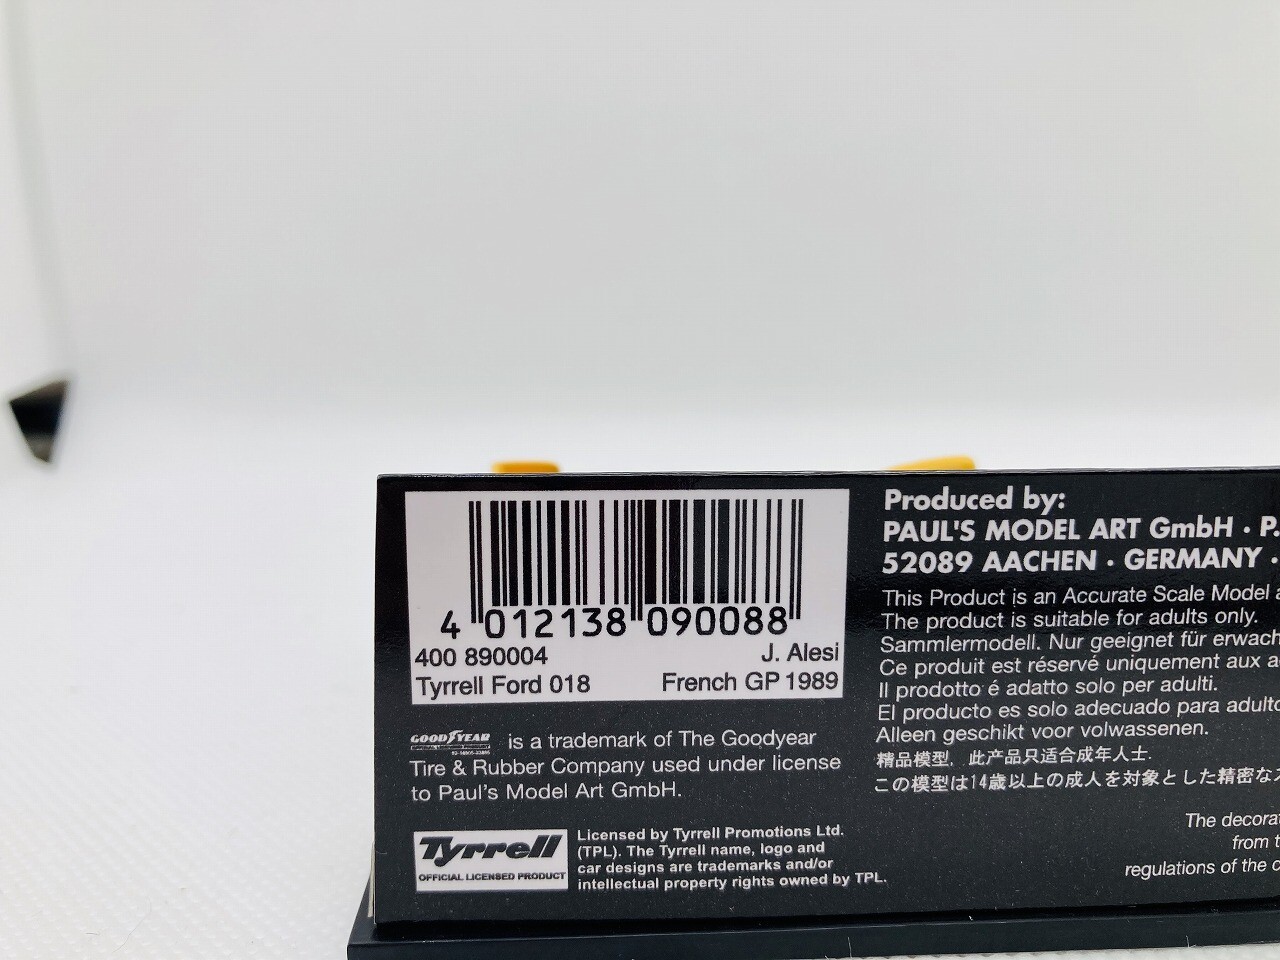 4 012138 090088
400 890004 J. Alesi
Tyrrell Ford 018 French GP 1989
GOODYEAR is a trademark of The Goodyear
Tire & Rubber Company used under license
to Paul's Model Art GmbH.
Tyrrell
OFFICIAL LICENSED PRODUCT
Licensed by Tyrrell Promotions Ltd.
(TPL). The Tyrrell name, logo and
car designs are trademarks and/or
intellectual property rights owned by TPL.
Produced by:
PAUL'S MODEL ART GmbH · P.
52089 AACHEN · GERMANY ·
This Product is an Accurate Scale Model
The product is suitable for adults only.
Sammlermodell. Nur geeignet für erwach
Ce produit est réservé uniquement aux a
Il prodotto é adatto solo per adulti.
El producto es solo adecuado para adulto
Alleen geschikt voor volwassenen.
精品模型, 此产品只适合成年人士.
この模型は14歳以上の成人を対象とした精密な
The decorat
from t
regulations of the c